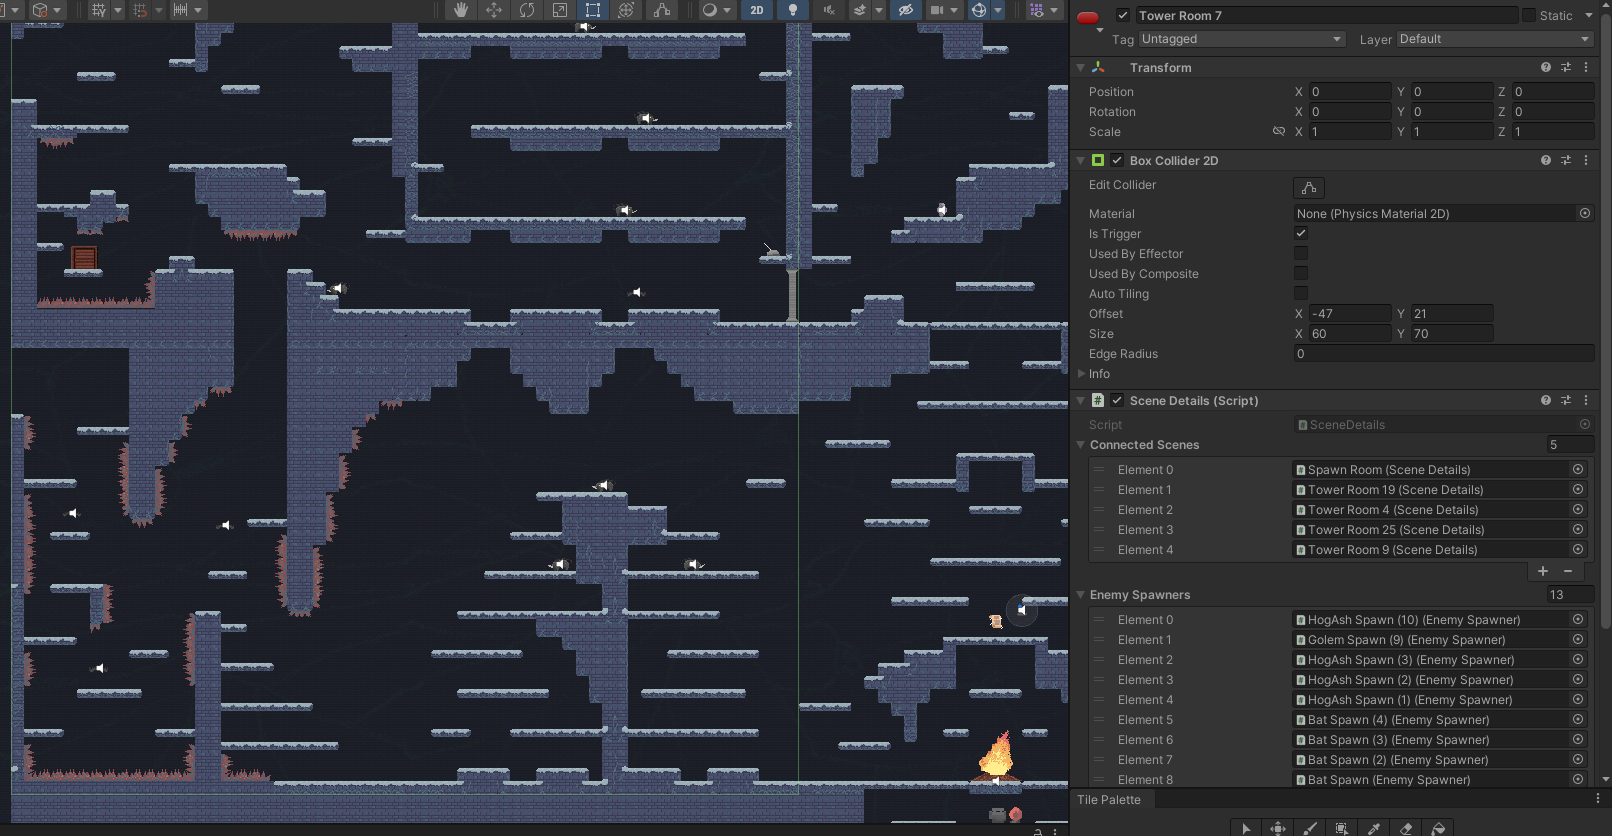 2D
Tower Room 7
Static
Tag Untagged Layer Default
Transform
Position X 0 Y 0 Z 0
Rotation X 0 Y 0 Z 0
Scale X 1 Y 1 Z 1
Box Collider 2D
Edit Collider
Material None (Physics Material 2D)
Is Trigger
Used By Effector
Used By Composite
Auto Tiling
Offset X -47 Y 21
Size X 60 Y 70
Edge Radius 0
Info
# Scene Details (Script)
Script # SceneDetails
Connected Scenes 5
Element 0 # Spawn Room (Scene Details)
Element 1 # Tower Room 19 (Scene Details)
Element 2 # Tower Room 4 (Scene Details)
Element 3 # Tower Room 25 (Scene Details)
Element 4 # Tower Room 9 (Scene Details)
+ −
Enemy Spawners 13
Element 0 # HogAsh Spawn (10) (Enemy Spawner)
Element 1 # Golem Spawn (9) (Enemy Spawner)
Element 2 # HogAsh Spawn (3) (Enemy Spawner)
Element 3 # HogAsh Spawn (2) (Enemy Spawner)
Element 4 # HogAsh Spawn (1) (Enemy Spawner)
Element 5 # Bat Spawn (4) (Enemy Spawner)
Element 6 # Bat Spawn (3) (Enemy Spawner)
Element 7 # Bat Spawn (2) (Enemy Spawner)
Element 8 # Bat Spawn (Enemy Spawner)
Tile Palette